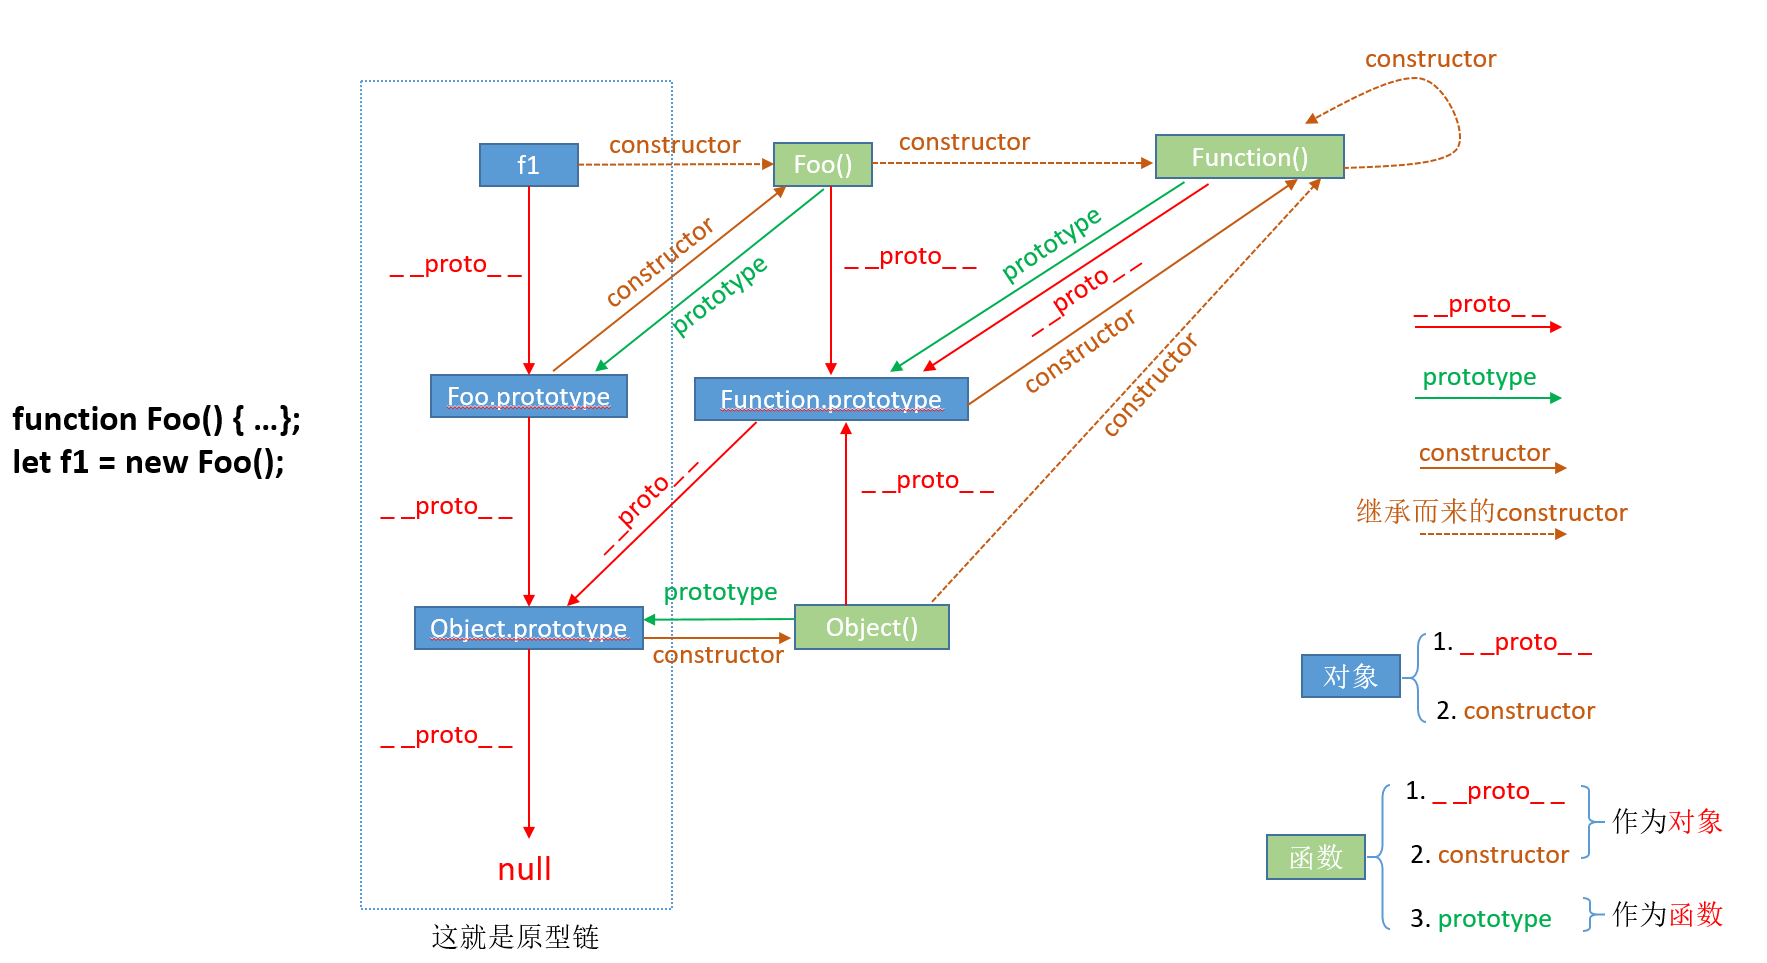 constructor
constructor
constructor
f1
Foo()
Function()
__proto__
constructor
prototype
__proto__
prototype
__proto__
constructor
constructor
__proto__
prototype
constructor
继承而来的constructor
Foo.prototype
Function.prototype
function Foo() { ...};
let f1 = new Foo();
__proto__
__proto__
__proto__
prototype
Object.prototype
Object()
constructor
__proto__
null
这就是原型链
对象
1. __proto__
2. constructor
函数
1. __proto__
2. constructor
作为对象
3. prototype
作为函数